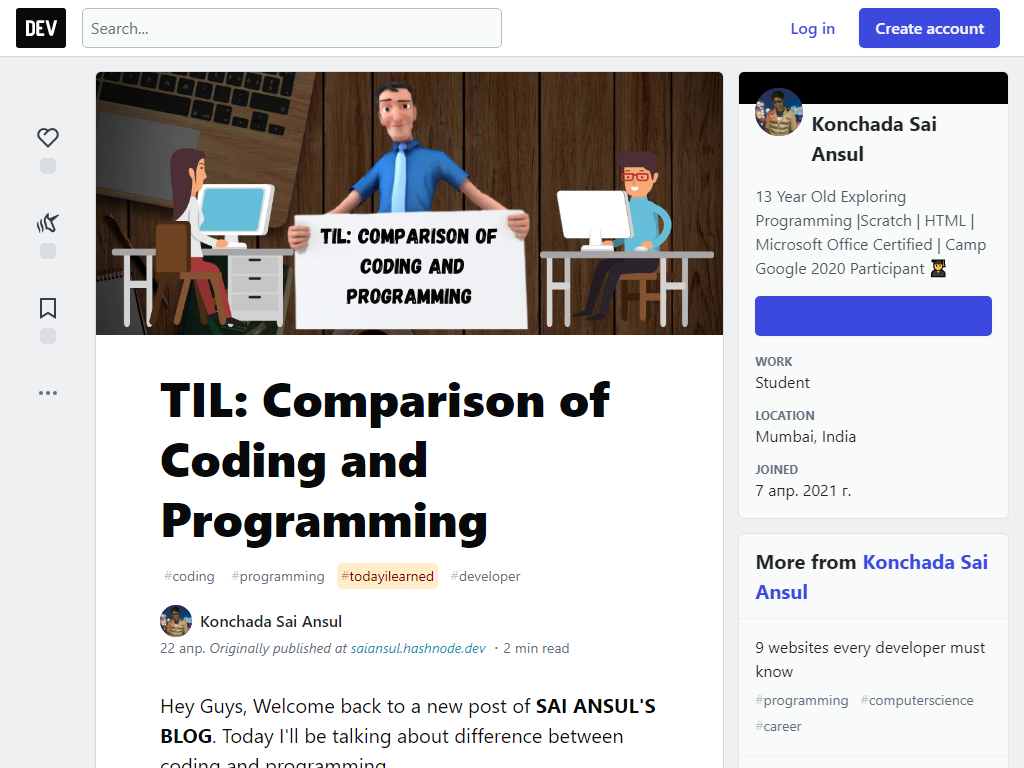 DEV
Search...
Log in
Create account
TIL: COMPARISON OF
CODING AND
PROGRAMMING
TIL: Comparison of
Coding and
Programming
#coding #programming #todayilearned #developer
Konchada Sai Ansul
22 апр. Originally published at saiansul.hashnode.dev ・2 min read
Hey Guys, Welcome back to a new post of SAI ANSUL'S
BLOG. Today I'll be talking about difference between
coding and programming.
Konchada Sai
Ansul
13 Year Old Exploring
Programming |Scratch | HTML |
Microsoft Office Certified | Camp
Google 2020 Participant 👨‍🎓
WORK
Student
LOCATION
Mumbai, India
JOINED
7 апр. 2021 г.
More from Konchada Sai
Ansul
9 websites every developer must
know
#programming #computerscience
#career